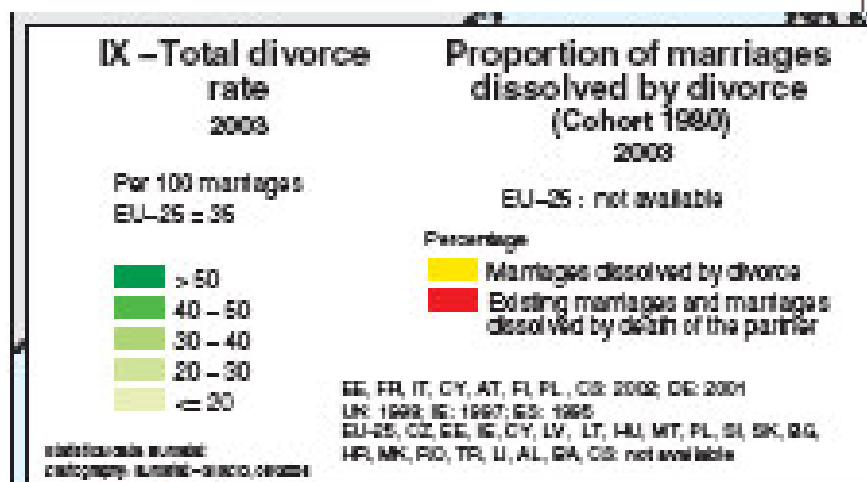 IX – Total divorce
rate
2003
Per 100 marriages
EU–25 = 35
> 50
40 – 50
30 – 40
20 – 30
<= 20
Proportion of marriages
dissolved by divorce
(Cohort 1980)
2003
EU–25 : not available
Percentage
Marriages dissolved by divorce
Existing marriages and marriages
dissolved by death of the partner
EE, FR, IT, CY, AT, FI, PL, CS: 2002; DE: 2001
UK: IE: 1997; ES: 1995
EU-25, CZ, EE, IE, CY, LV, LT, HU, MT, PL, SI, SK, BG,
HR, MK, RO, TR, LI, AL, BA, CS: not available